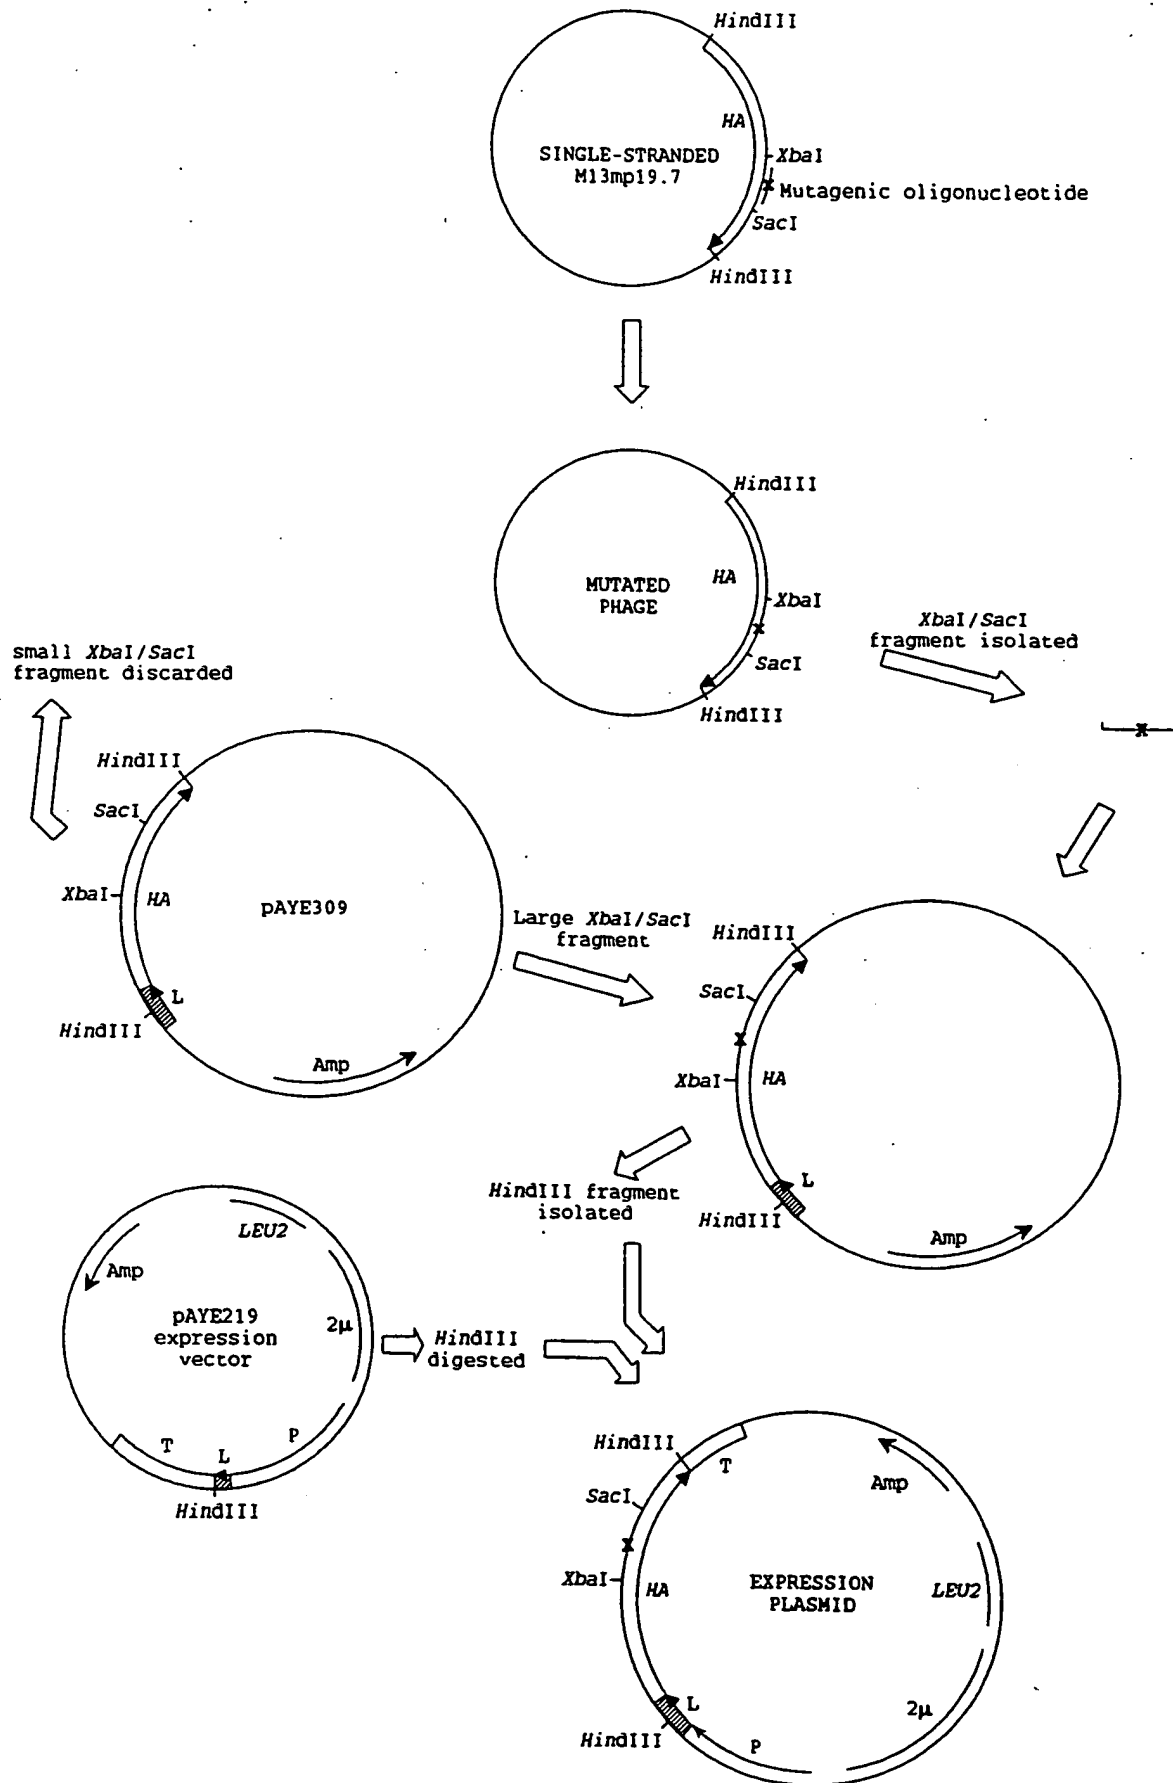 HindIII
HA
SINGLE-STRANDED
M13mp19.7
XbaI
x Mutagenic oligonucleotide
SacI
HindIII
HindIII
HA
MUTATED
PHAGE
XbaI
x
SacI
HindIII
XbaI/SacI
fragment isolated
x
small XbaI/SacI
fragment discarded
HindIII
SacI
XbaI
HA
pAYE309
L
HindIII
Amp
Large XbaI/SacI
fragment
HindIII
SacI
x
XbaI
HA
L
HindIII
Amp
HindIII fragment
isolated
LEU2
Amp
pAYE219
expression
vector
2μ
T
L
P
HindIII
HindIII
digested
HindIII
T
SacI
Amp
x
XbaI
HA
EXPRESSION
PLASMID
LEU2
L
HindIII
2μ
P